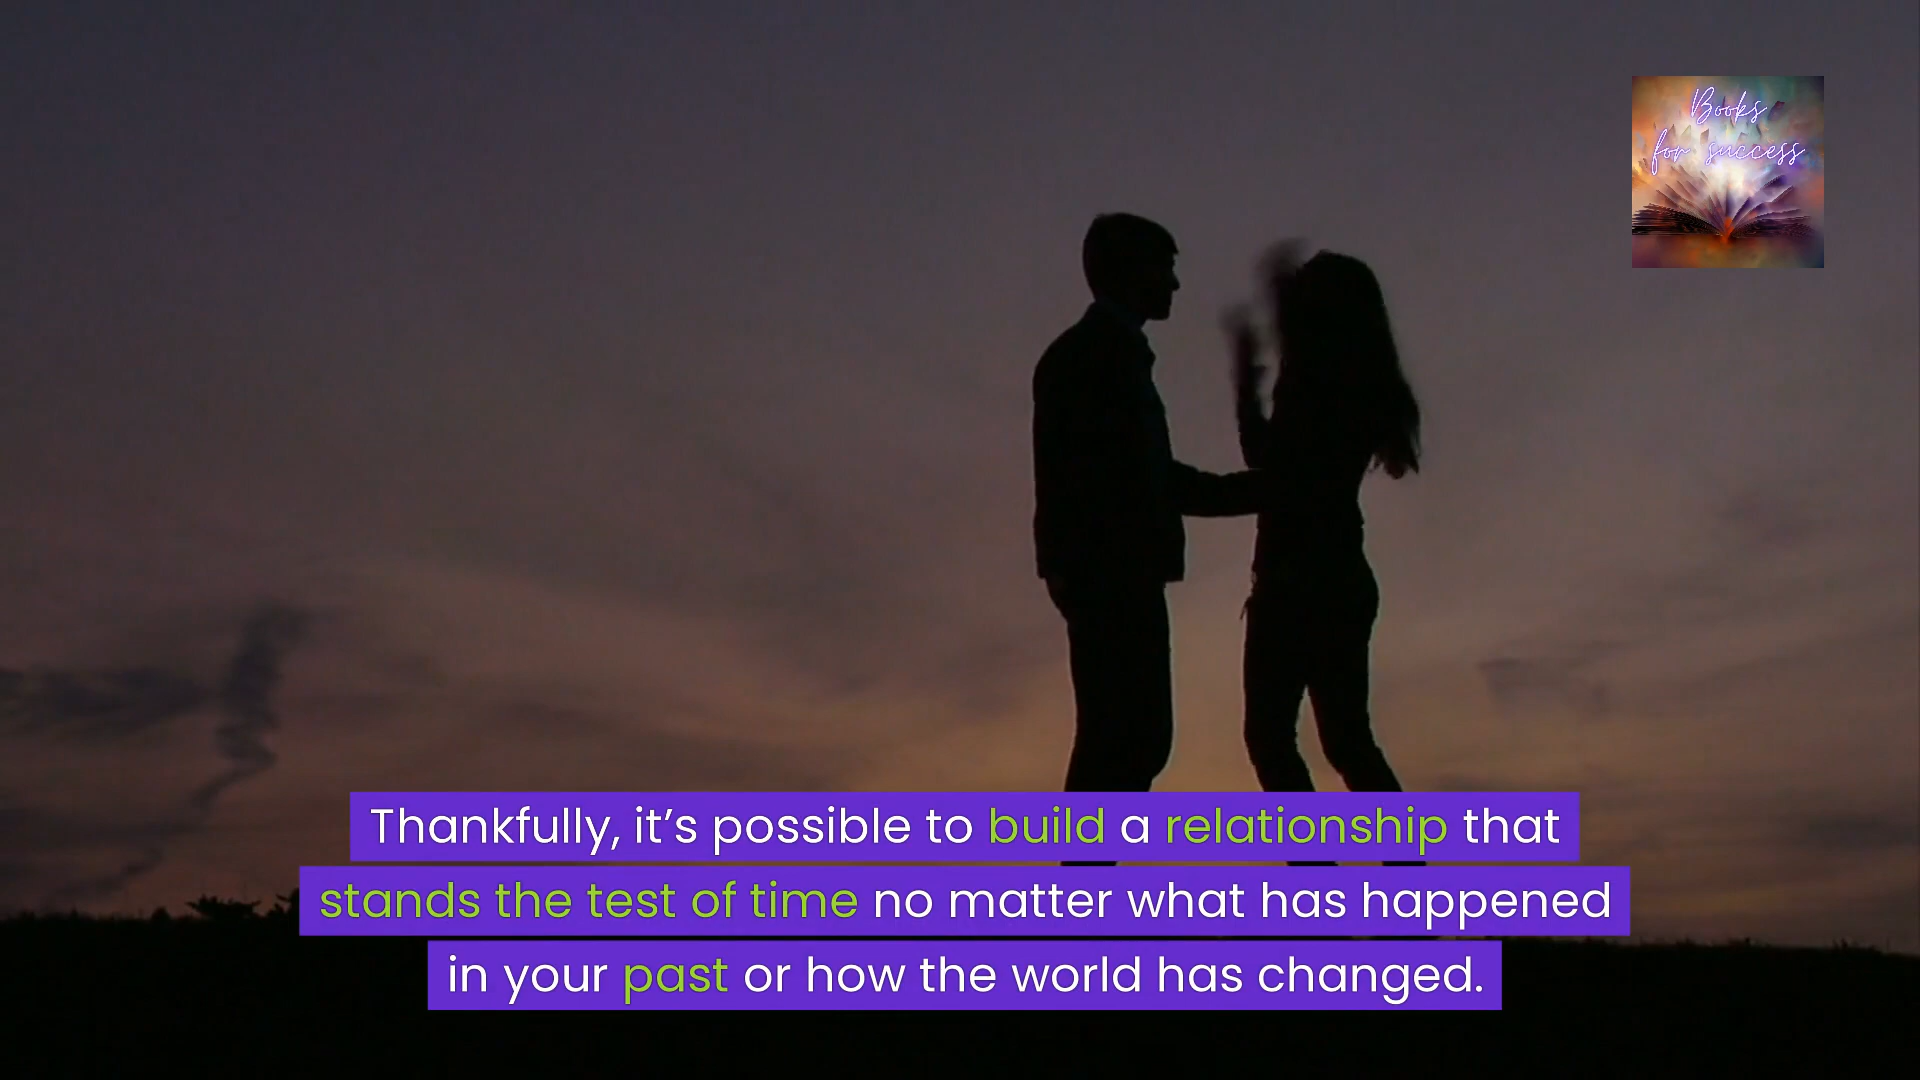 Books
for success
Thankfully, it’s possible to build a relationship that
stands the test of time no matter what has happened
in your past or how the world has changed.